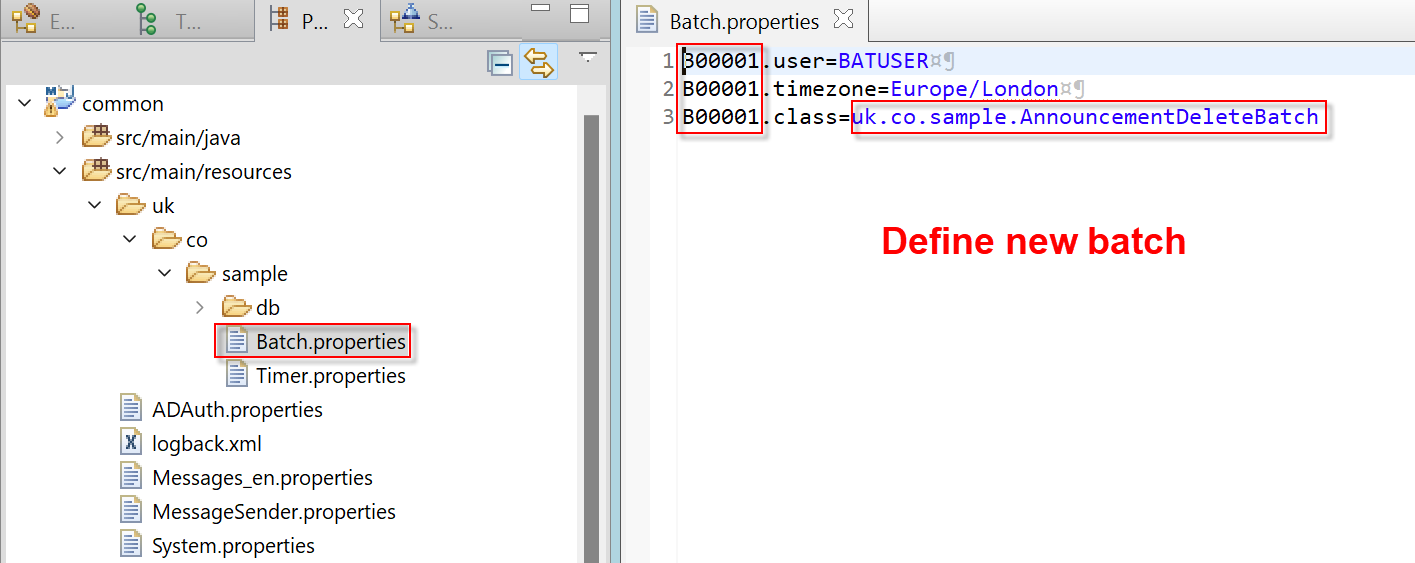 E...
T...
P...
S...
common
src/main/java
src/main/resources
uk
co
sample
db
Batch.properties
Timer.properties
ADAuth.properties
logback.xml
Messages_en.properties
MessageSender.properties
System.properties
Batch.properties
1 B00001.user=BATUSER¤¶
2 B00001.timezone=Europe/London¤¶
3 B00001.class=uk.co.sample.AnnouncementDeleteBatch
Define new batch